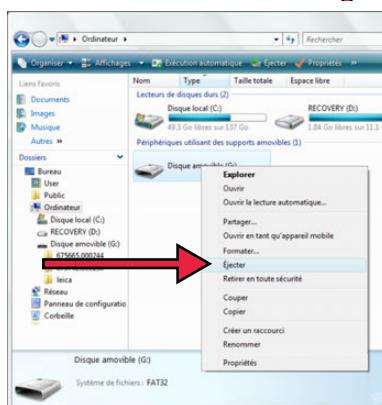 Ordinateur
Rechercher
Organiser Affichages Exécution automatique Éjecter Propriétés »
Liens favoris
Documents
Images
Musique
Autres »
Dossiers
Bureau
User
Public
Ordinateur
Disque local (C:)
RECOVERY (D:)
Disque amovible (G:)
675665.000244
leica
Réseau
Panneau de configuratio
Corbeille
Nom Type Taille totale Espace libre
Lecteurs de disques durs (2)
Disque local (C:)
49.3 Go libres sur 137 Go
RECOVERY (D:)
1.84 Go libres sur 11.1
Périphériques utilisant des supports amovibles (1)
Disque amovible (G:)
Explorer
Ouvrir
Ouvrir la lecture automatique...
Partager...
Ouvrir en tant qu'appareil mobile
Formater...
Éjecter
Retirer en toute sécurité
Couper
Copier
Créer un raccourci
Renommer
Propriétés
Disque amovible (G:)
Système de fichiers : FAT32